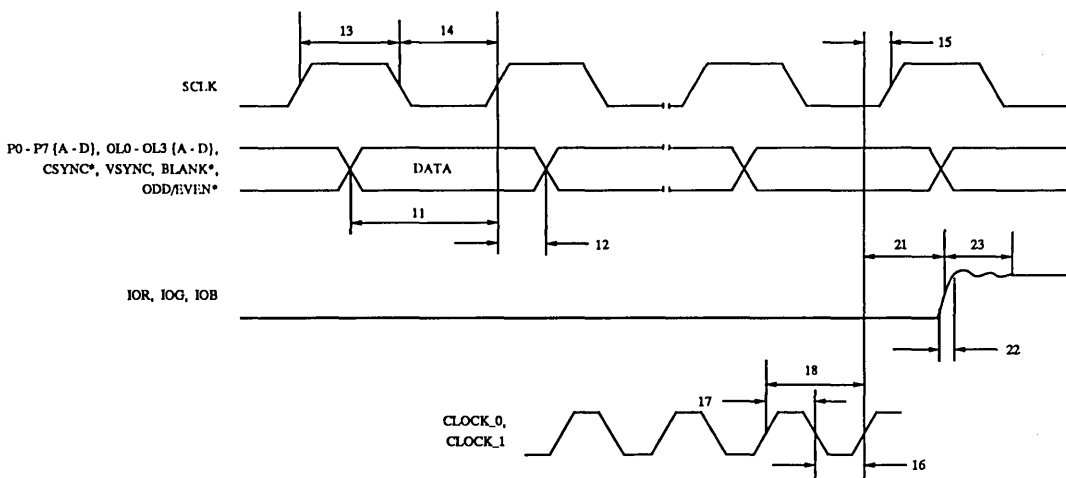 13 14 15
SCLK
P0 - P7 {A - D}, OL0 - OL3 {A - D},
CSYNC*, VSYNC, BLANK*,
ODD/EVEN*
DATA
11
12
21 23
IOR, IOG, IOB
22
18
17
CLOCK_0,
CLOCK_1
16